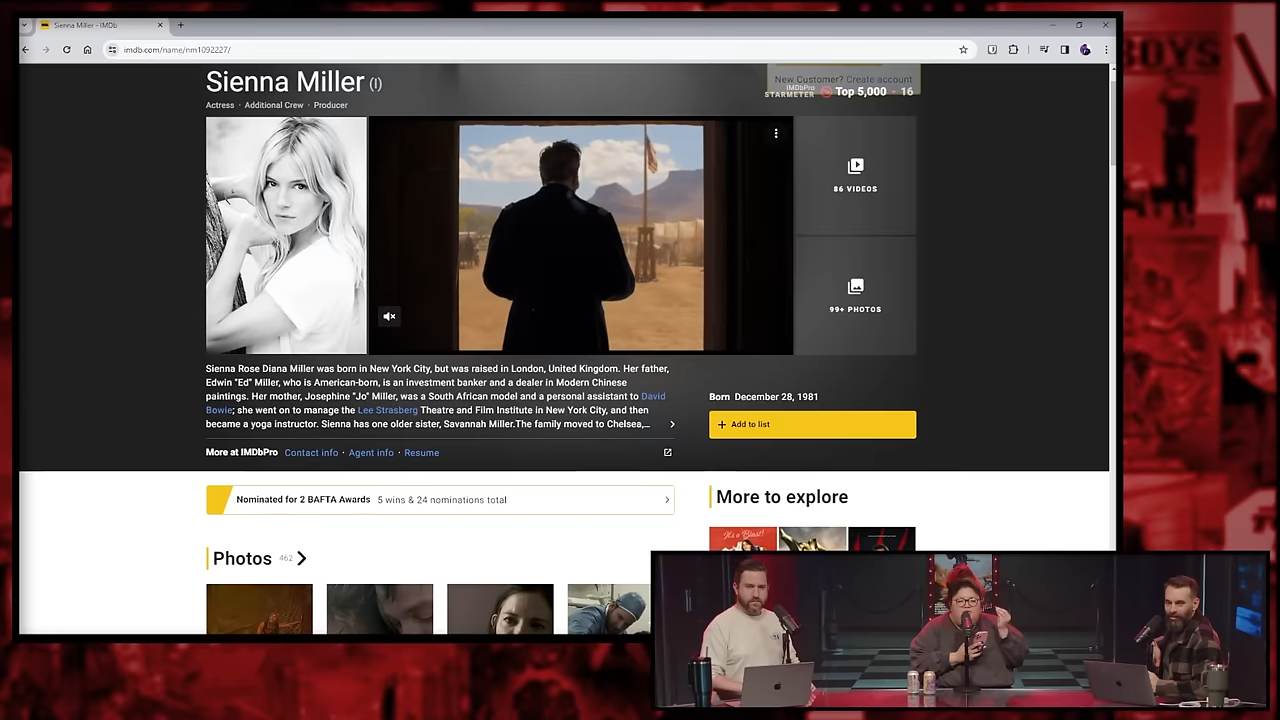 Sienna Miller - IMDb
imdb.com/name/nm1092227/
New Customer? Create account
Sienna Miller (I)
IMDbPro
STARMETER
Top 5,000 - 16
Actress · Additional Crew · Producer
86 VIDEOS
99+ PHOTOS
Sienna Rose Diana Miller was born in New York City, but was raised in London, United Kingdom. Her father,
Edwin "Ed" Miller, who is American-born, is an investment banker and a dealer in Modern Chinese
paintings. Her mother, Josephine "Jo" Miller, was a South African model and a personal assistant to David
Bowie; she went on to manage the Lee Strasberg Theatre and Film Institute in New York City, and then
became a yoga instructor. Sienna has one older sister, Savannah Miller.The family moved to Chelsea,...
Born December 28, 1981
+ Add to list
More at IMDbPro Contact info · Agent info · Resume
Nominated for 2 BAFTA Awards 5 wins & 24 nominations total
More to explore
It's a Blast!
Photos 462
BOYS